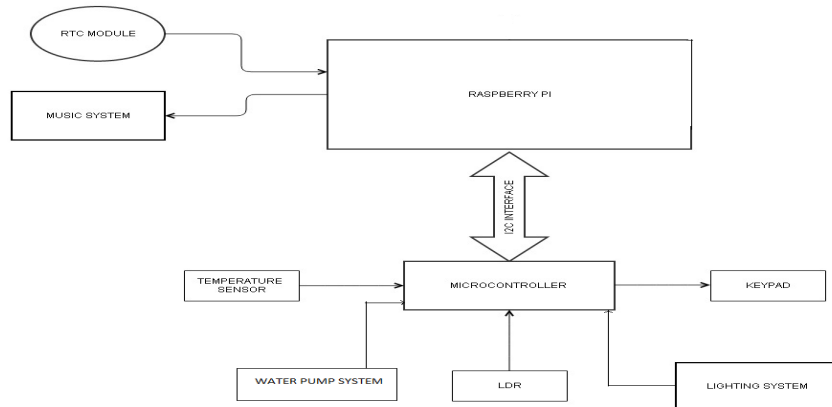 RTC MODULE
RASPBERRY PI
MUSIC SYSTEM
I2C INTERFACE
TEMPERATURE
SENSOR
MICROCONTROLLER
KEYPAD
WATER PUMP SYSTEM
LDR
LIGHTING SYSTEM